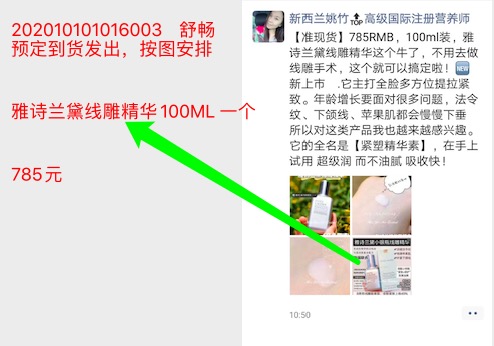 202010101016003 舒畅
预定到货发出，按图安排
雅诗兰黛线雕精华100ML 一个
785元
新西兰姚竹🔝高级国际注册营养师
【准现货】785RMB，100ml装，雅
诗兰黛线雕精华这个牛了，不用去做
线雕手术，这个就可以搞定啦！🆕
新上市 .它主打全脸多方位提拉紧
致。年龄增长要面对很多问题，法令
纹、下颌线、苹果肌都会慢慢下垂
所以对这类产品我也越来越感兴趣。
它的全名是【紧塑精华素】，在手上
试用 超级润 而不油腻 吸收快！
雅诗兰黛小银瓶线雕精华
10:50